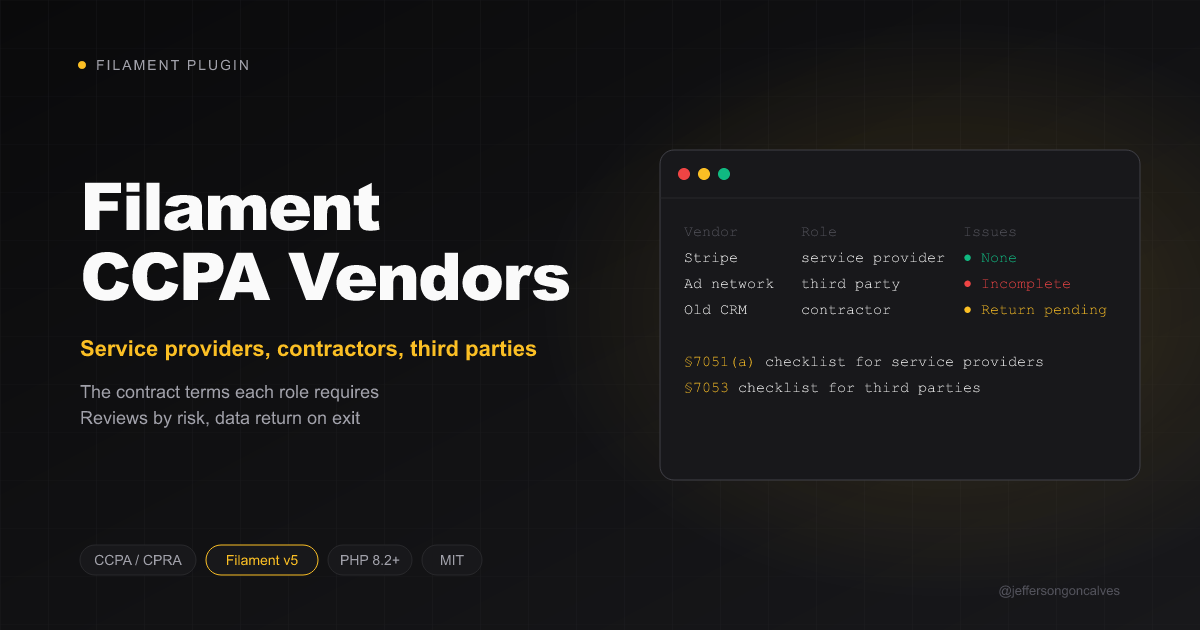 FILAMENT PLUGIN
Filament
CCPA Vendors
Service providers, contractors, third parties
The contract terms each role requires
Reviews by risk, data return on exit
Vendor Role Issues
Stripe service provider None
Ad network third party Incomplete
Old CRM contractor Return pending
§7051(a) checklist for service providers
§7053 checklist for third parties
CCPA / CPRA Filament v5 PHP 8.2+ MIT
@jeffersongoncalves